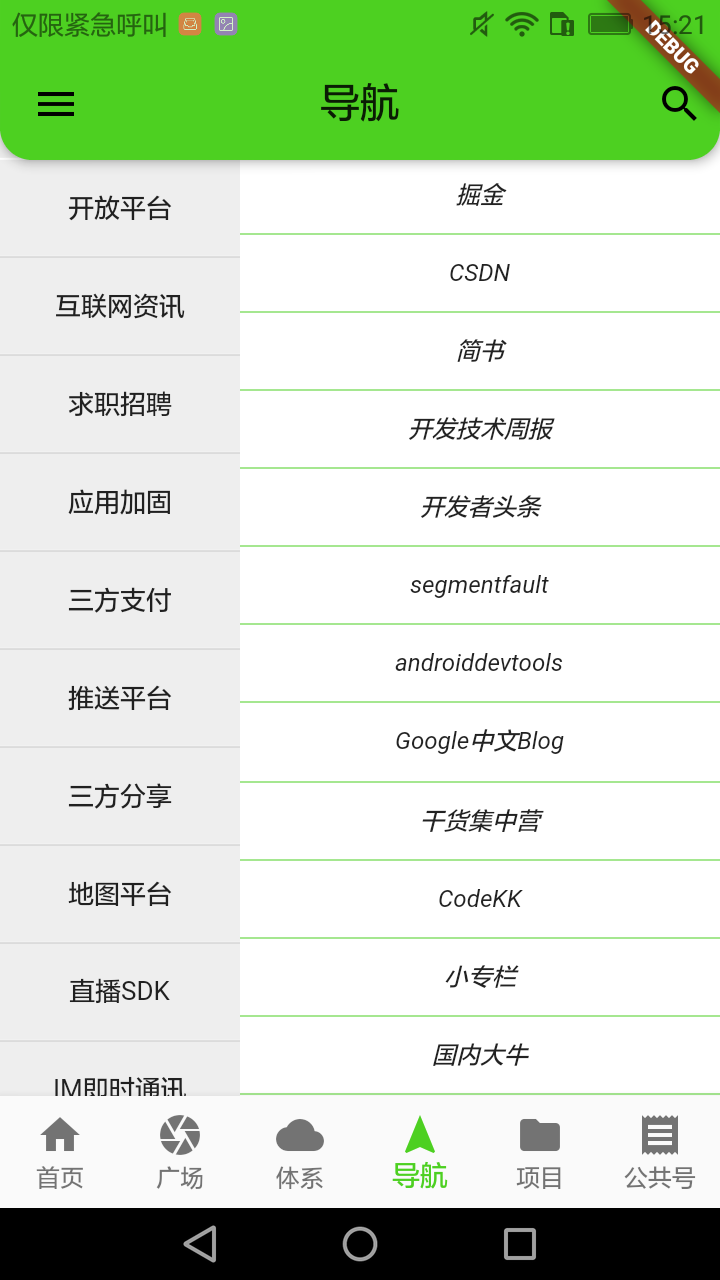 仅限紧急呼叫
15:21
DEBUG
导航
开放平台
互联网资讯
求职招聘
应用加固
三方支付
推送平台
三方分享
地图平台
直播SDK
IM即时通讯
掘金
CSDN
简书
开发技术周报
开发者头条
segmentfault
androiddevtools
Google中文Blog
干货集中营
CodeKK
小专栏
国内大牛
首页
广场
体系
导航
项目
公共号